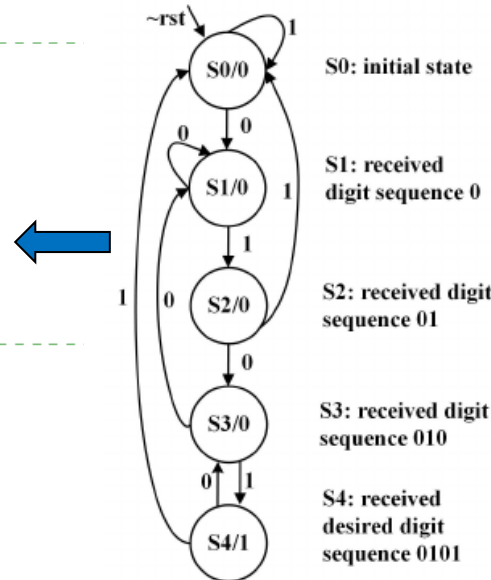 ~rst
1
S0/0
S0: initial state
0
0
S1/0
S1: received
digit sequence 0
1
1
S2/0
S2: received digit
sequence 01
1
0
0
S3/0
S3: received digit
sequence 010
0
1
S4/1
S4: received
desired digit
sequence 0101